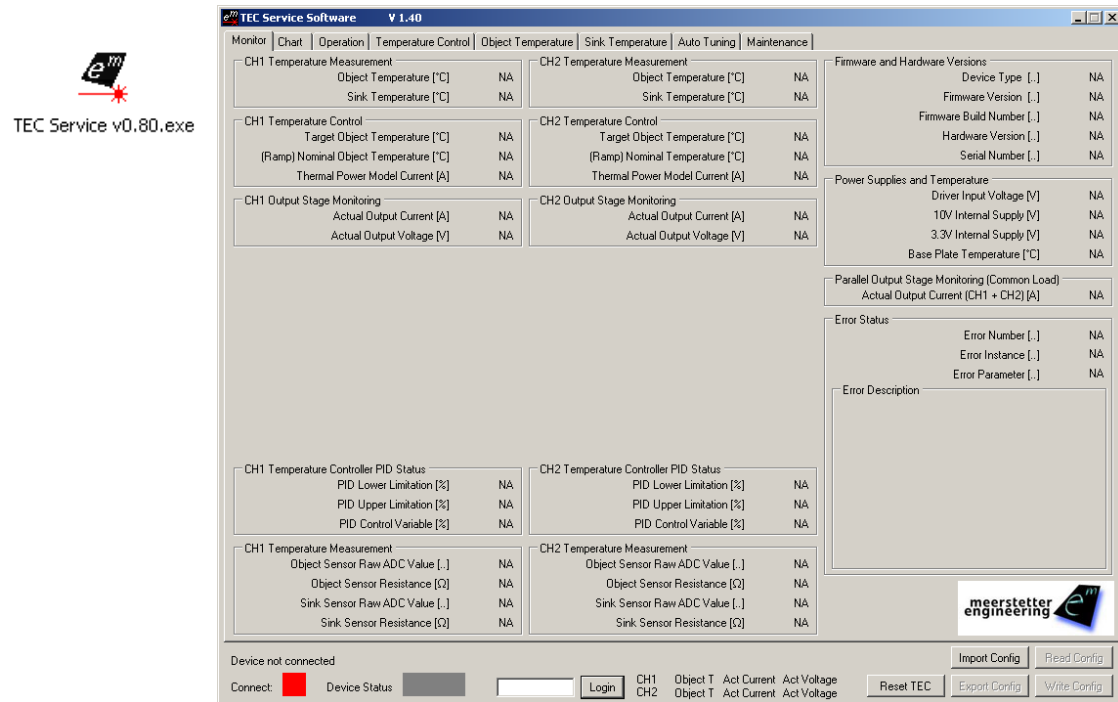 em
TEC Service v0.80.exe
em TEC Service Software V 1.40
Monitor Chart Operation Temperature Control Object Temperature Sink Temperature Auto Tuning Maintenance
CH1 Temperature Measurement
Object Temperature [°C] NA
Sink Temperature [°C] NA
CH1 Temperature Control
Target Object Temperature [°C] NA
(Ramp) Nominal Object Temperature [°C] NA
Thermal Power Model Current [A] NA
CH1 Output Stage Monitoring
Actual Output Current [A] NA
Actual Output Voltage [V] NA
CH1 Temperature Controller PID Status
PID Lower Limitation [%] NA
PID Upper Limitation [%] NA
PID Control Variable [%] NA
CH1 Temperature Measurement
Object Sensor Raw ADC Value [..] NA
Object Sensor Resistance [Ω] NA
Sink Sensor Raw ADC Value [..] NA
Sink Sensor Resistance [Ω] NA
CH2 Temperature Measurement
Object Temperature [°C] NA
Sink Temperature [°C] NA
CH2 Temperature Control
Target Object Temperature [°C] NA
(Ramp) Nominal Temperature [°C] NA
Thermal Power Model Current [A] NA
CH2 Output Stage Monitoring
Actual Output Current [A] NA
Actual Output Voltage [V] NA
CH2 Temperature Controller PID Status
PID Lower Limitation [%] NA
PID Upper Limitation [%] NA
PID Control Variable [%] NA
CH2 Temperature Measurement
Object Sensor Raw ADC Value [..] NA
Object Sensor Resistance [Ω] NA
Sink Sensor Raw ADC Value [..] NA
Sink Sensor Resistance [Ω] NA
Firmware and Hardware Versions
Device Type [..] NA
Firmware Version [..] NA
Firmware Build Number [..] NA
Hardware Version [..] NA
Serial Number [..] NA
Power Supplies and Temperature
Driver Input Voltage [V] NA
10V Internal Supply [V] NA
3.3V Internal Supply [V] NA
Base Plate Temperature [°C] NA
Parallel Output Stage Monitoring (Common Load)
Actual Output Current (CH1 + CH2) [A] NA
Error Status
Error Number [..] NA
Error Instance [..] NA
Error Parameter [..] NA
Error Description
meerstetter
engineering
em
Device not connected
Connect: Device Status Login
CH1 Object T Act Current Act Voltage
CH2 Object T Act Current Act Voltage
Import Config Read Config
Reset TEC Export Config Write Config